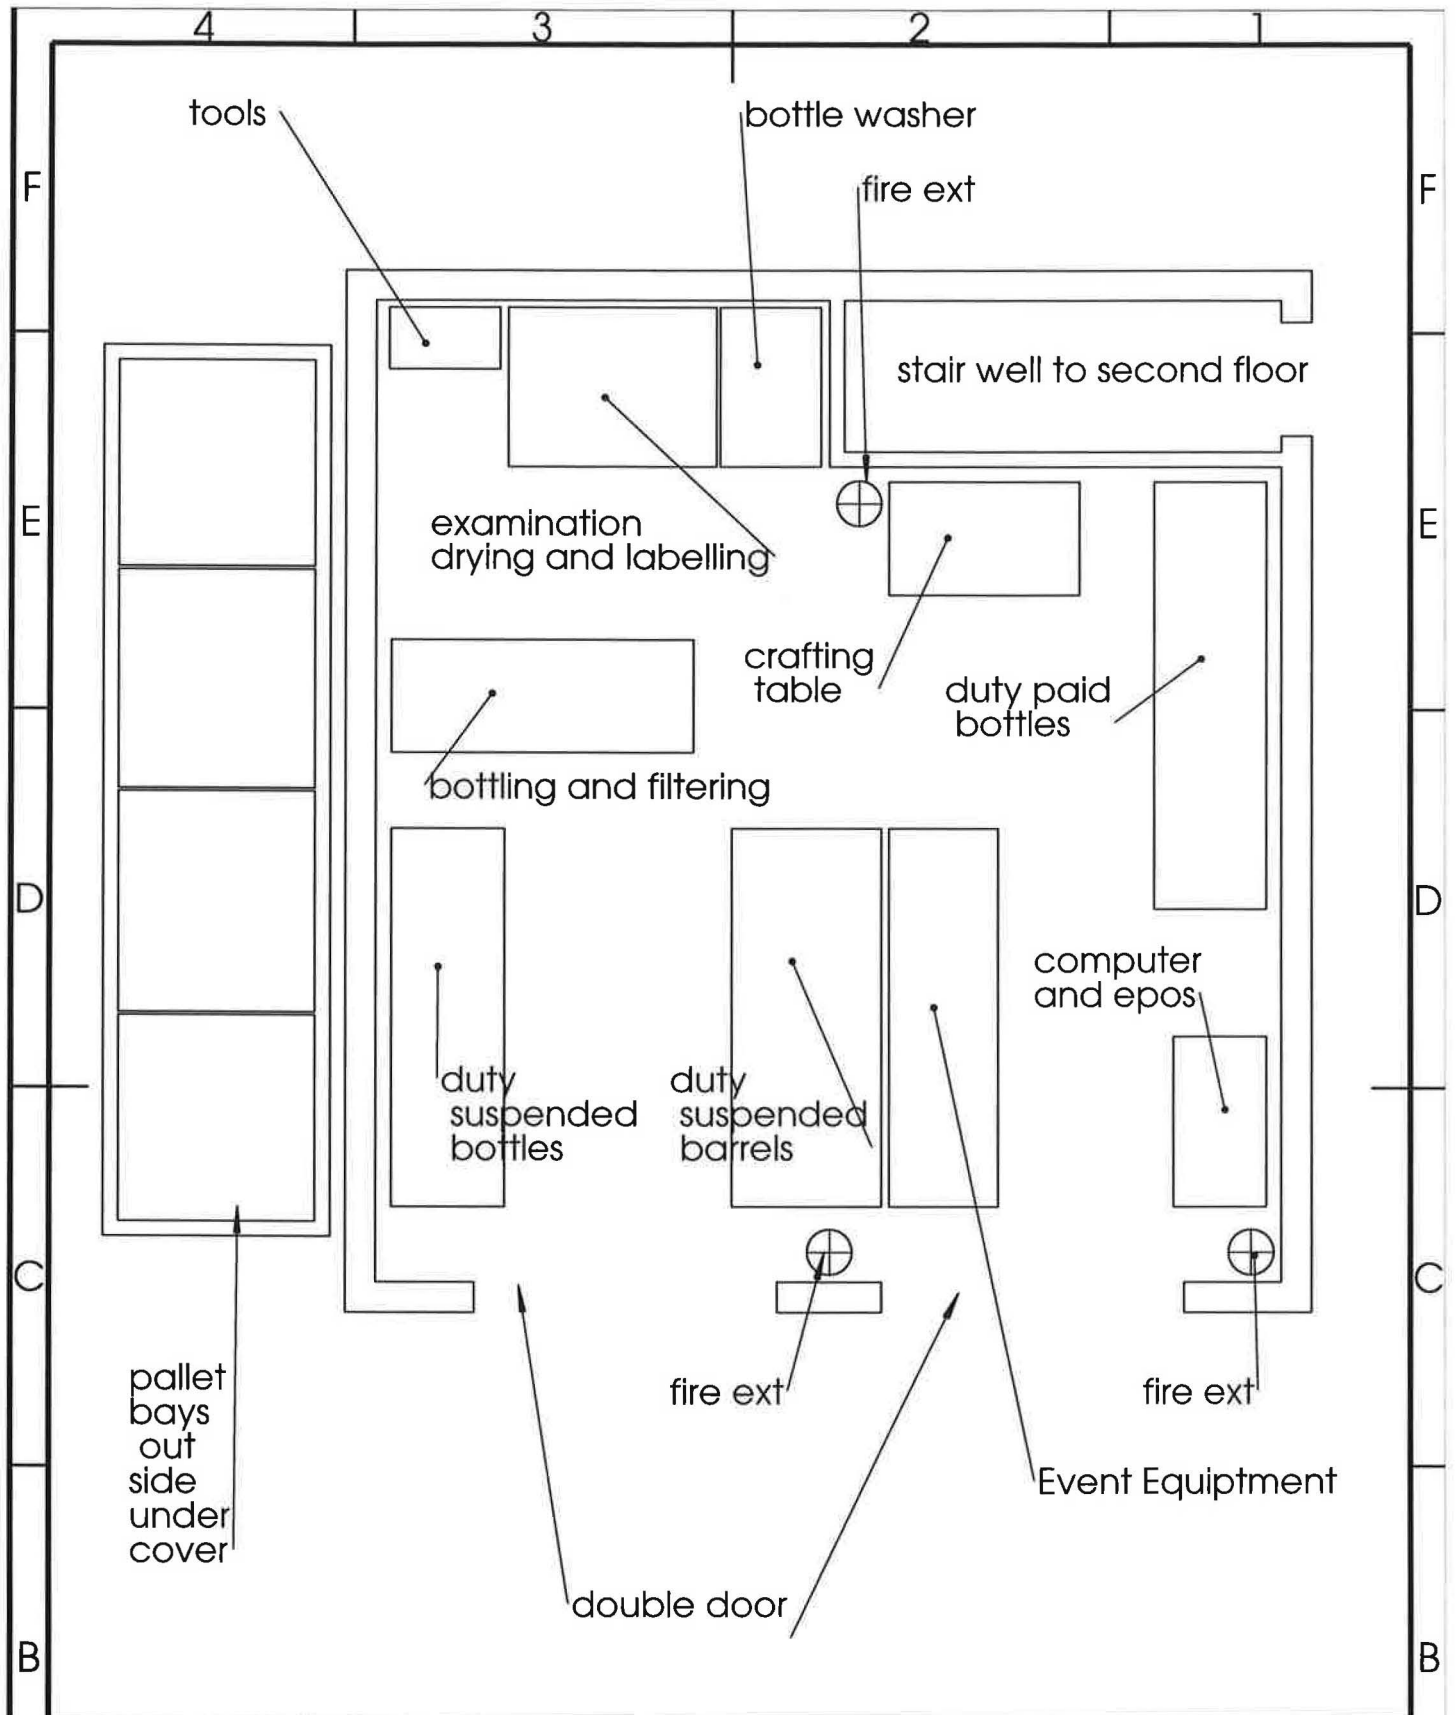 4 3 2 1
tools
bottle washer
fire ext
F F
stair well to second floor
E E
examination
drying and labelling
crafting
table
duty paid
bottles
bottling and filtering
D D
computer
and epos
duty
suspended
bottles
duty
suspended
barrels
C C
pallet
bays
out
side
under
cover
fire ext
fire ext
Event Equiptment
double door
B B